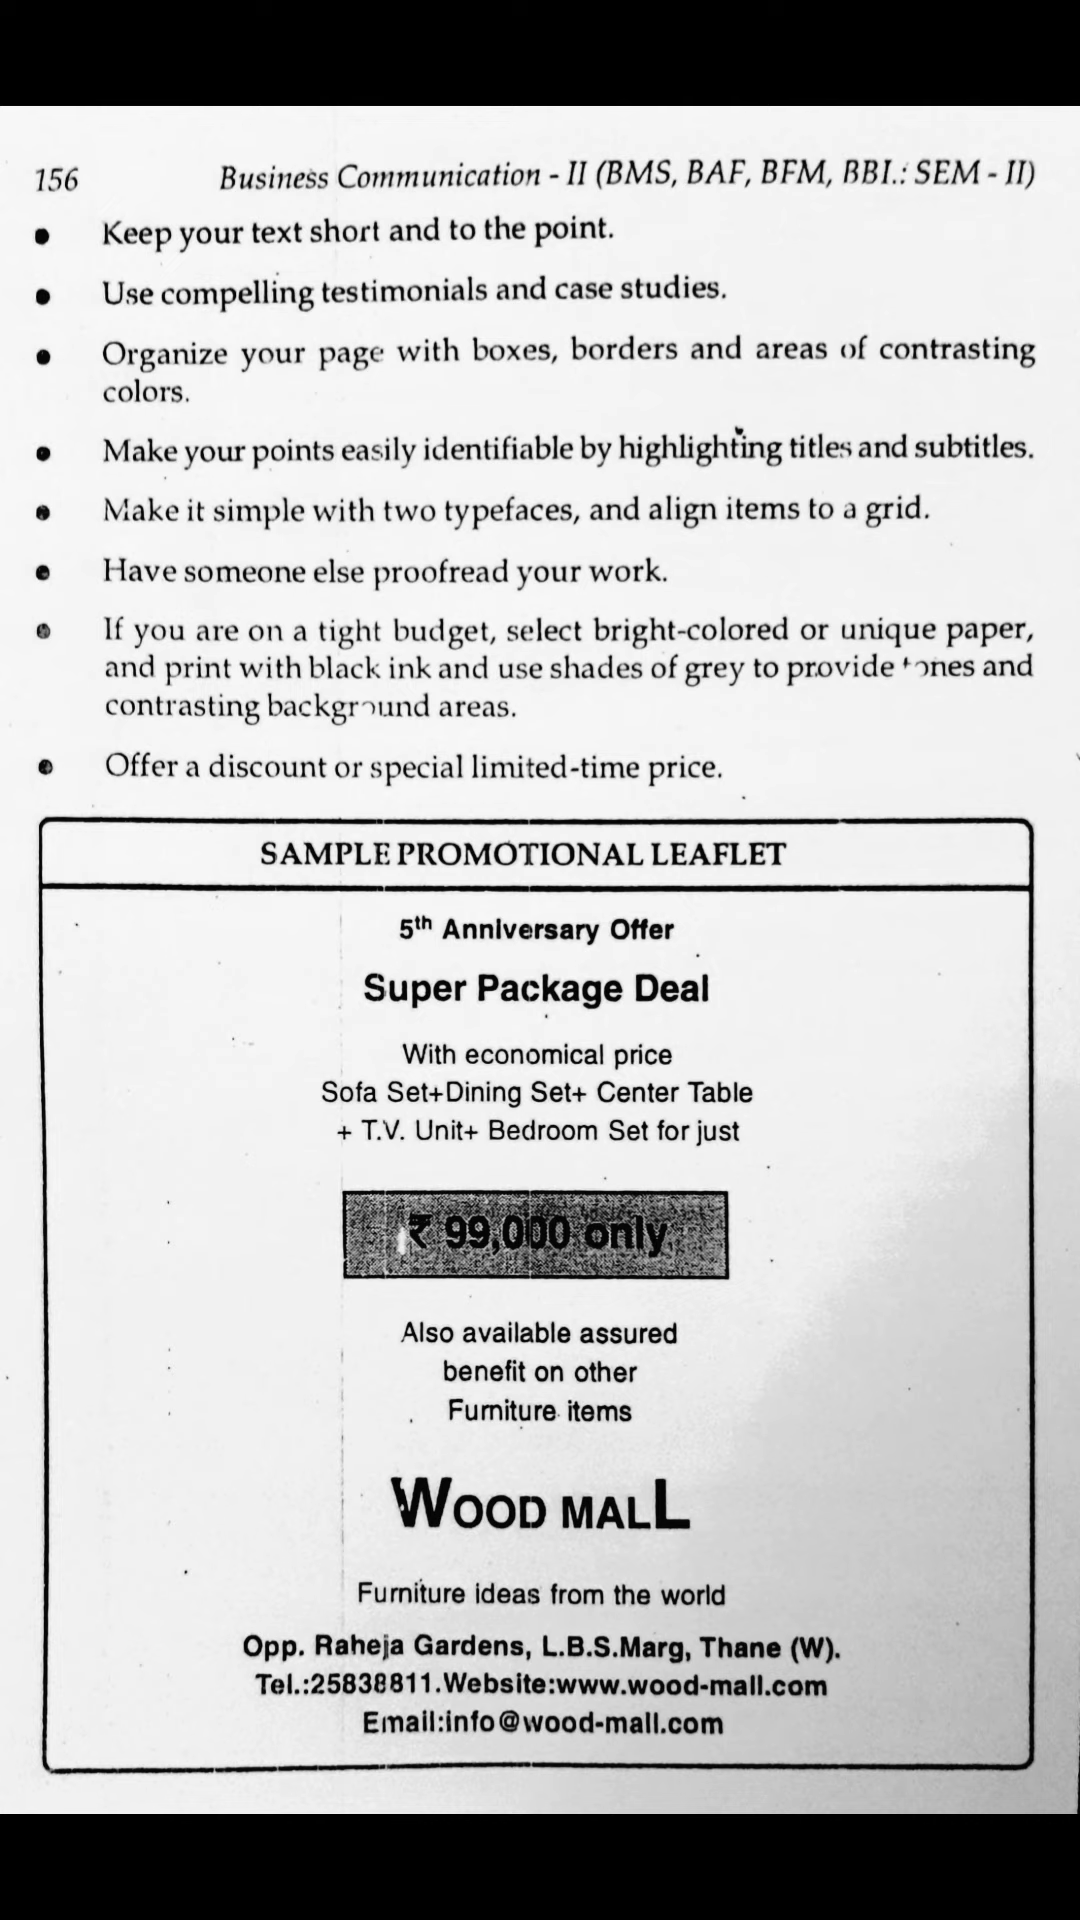 156 Business Communication - II (BMS, BAF, BFM, BBI.: SEM - II)
• Keep your text short and to the point.
• Use compelling testimonials and case studies.
• Organize your page with boxes, borders and areas of contrasting
colors.
• Make your points easily identifiable by highlighting titles and subtitles.
• Make it simple with two typefaces, and align items to a grid.
• Have someone else proofread your work.
• If you are on a tight budget, select bright-colored or unique paper,
and print with black ink and use shades of grey to provide tones and
contrasting background areas.
• Offer a discount or special limited-time price.
SAMPLE PROMOTIONAL LEAFLET
5th Anniversary Offer
Super Package Deal
With economical price
Sofa Set+Dining Set+ Center Table
+ T.V. Unit+ Bedroom Set for just
₹ 99,000 only
Also available assured
benefit on other
Furniture items
WOOD MALL
Furniture ideas from the world
Opp. Raheja Gardens, L.B.S.Marg, Thane (W).
Tel.:25838811.Website:www.wood-mall.com
Email:info@wood-mall.com